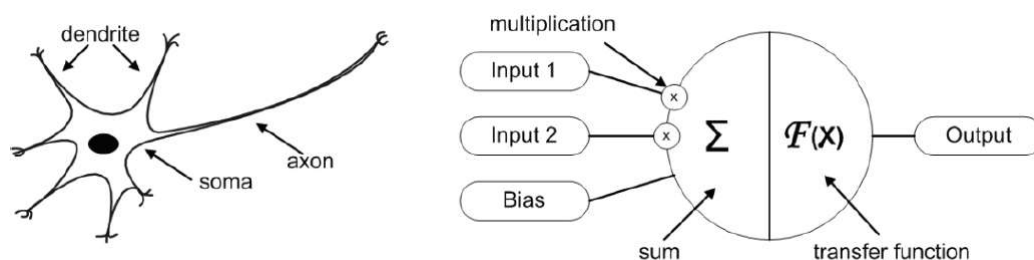 dendrite
axon
soma
multiplication
Input 1
x
Input 2
x
Σ
F(X)
Output
Bias
sum
transfer function